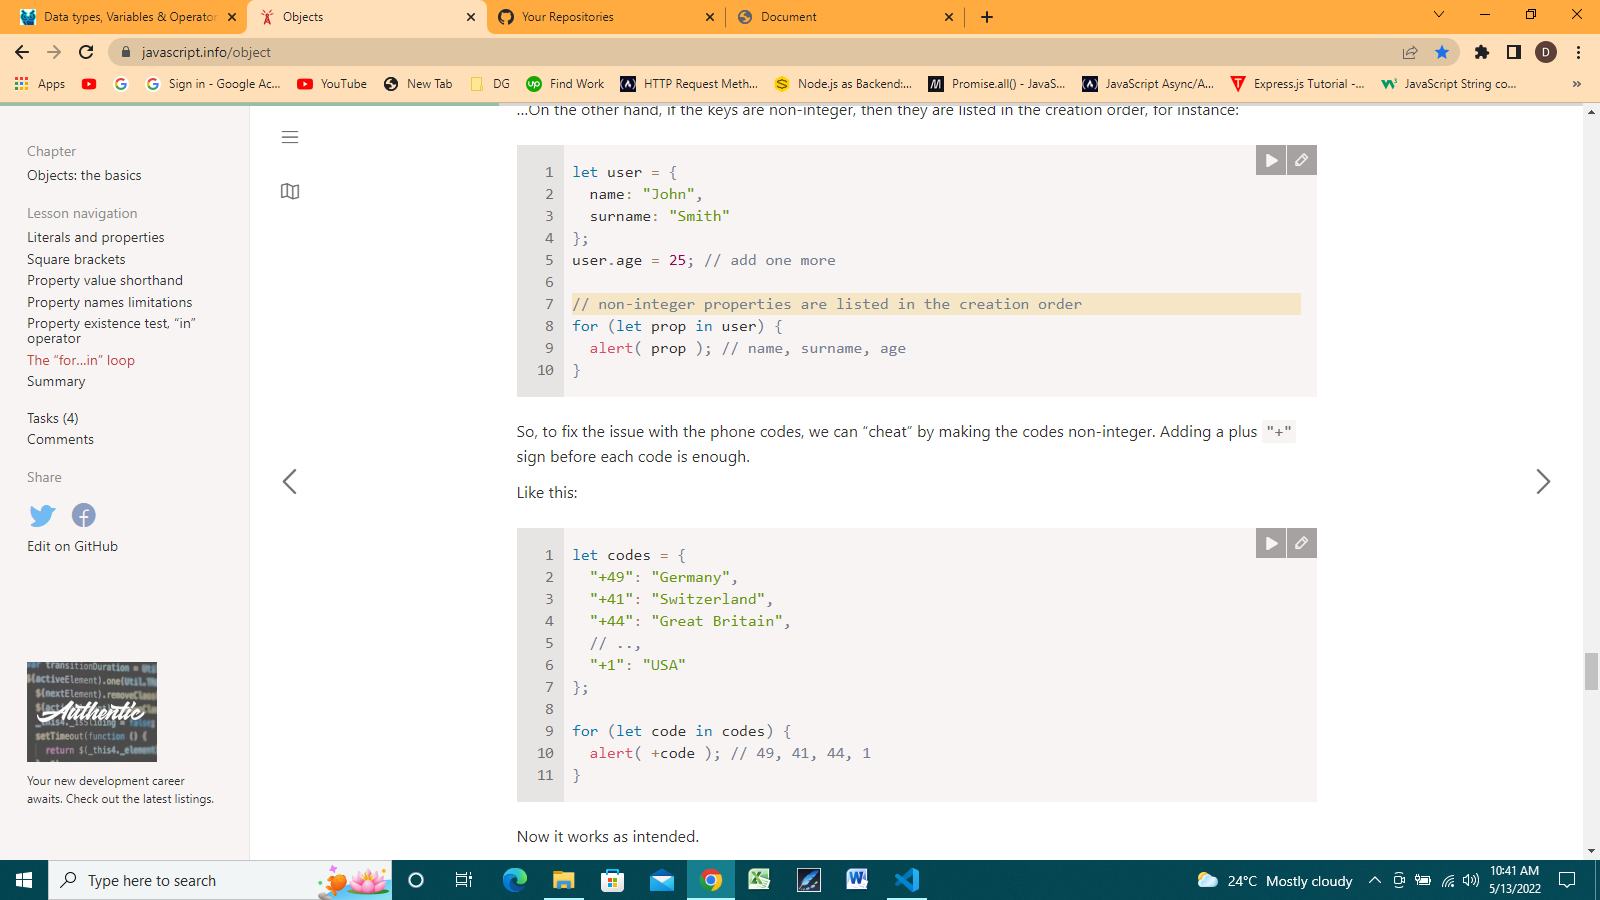 Data types, Variables & Operator
Objects
Your Repositories
Document
javascript.info/object
D
Apps
Sign in - Google Ac...
YouTube
New Tab
DG
Find Work
HTTP Request Meth...
Node.js as Backend:...
Promise.all() - JavaS...
JavaScript Async/A...
Express.js Tutorial -...
JavaScript String co...
»
Chapter
Objects: the basics
Lesson navigation
Literals and properties
Square brackets
Property value shorthand
Property names limitations
Property existence test, “in”
operator
The “for...in” loop
Summary
Tasks (4)
Comments
Share
Edit on GitHub
Authentic
Your new development career
awaits. Check out the latest listings.
...On the other hand, if the keys are non-integer, then they are listed in the creation order, for instance:
1 let user = {
2   name: "John",
3   surname: "Smith"
4 };
5 user.age = 25; // add one more
6
7 // non-integer properties are listed in the creation order
8 for (let prop in user) {
9   alert( prop ); // name, surname, age
10 }
So, to fix the issue with the phone codes, we can “cheat” by making the codes non-integer. Adding a plus "+"
sign before each code is enough.
Like this:
1 let codes = {
2   "+49": "Germany",
3   "+41": "Switzerland",
4   "+44": "Great Britain",
5   // ..,
6   "+1": "USA"
7 };
8
9 for (let code in codes) {
10   alert( +code ); // 49, 41, 44, 1
11 }
Now it works as intended.
Type here to search
24°C Mostly cloudy
10:41 AM
5/13/2022